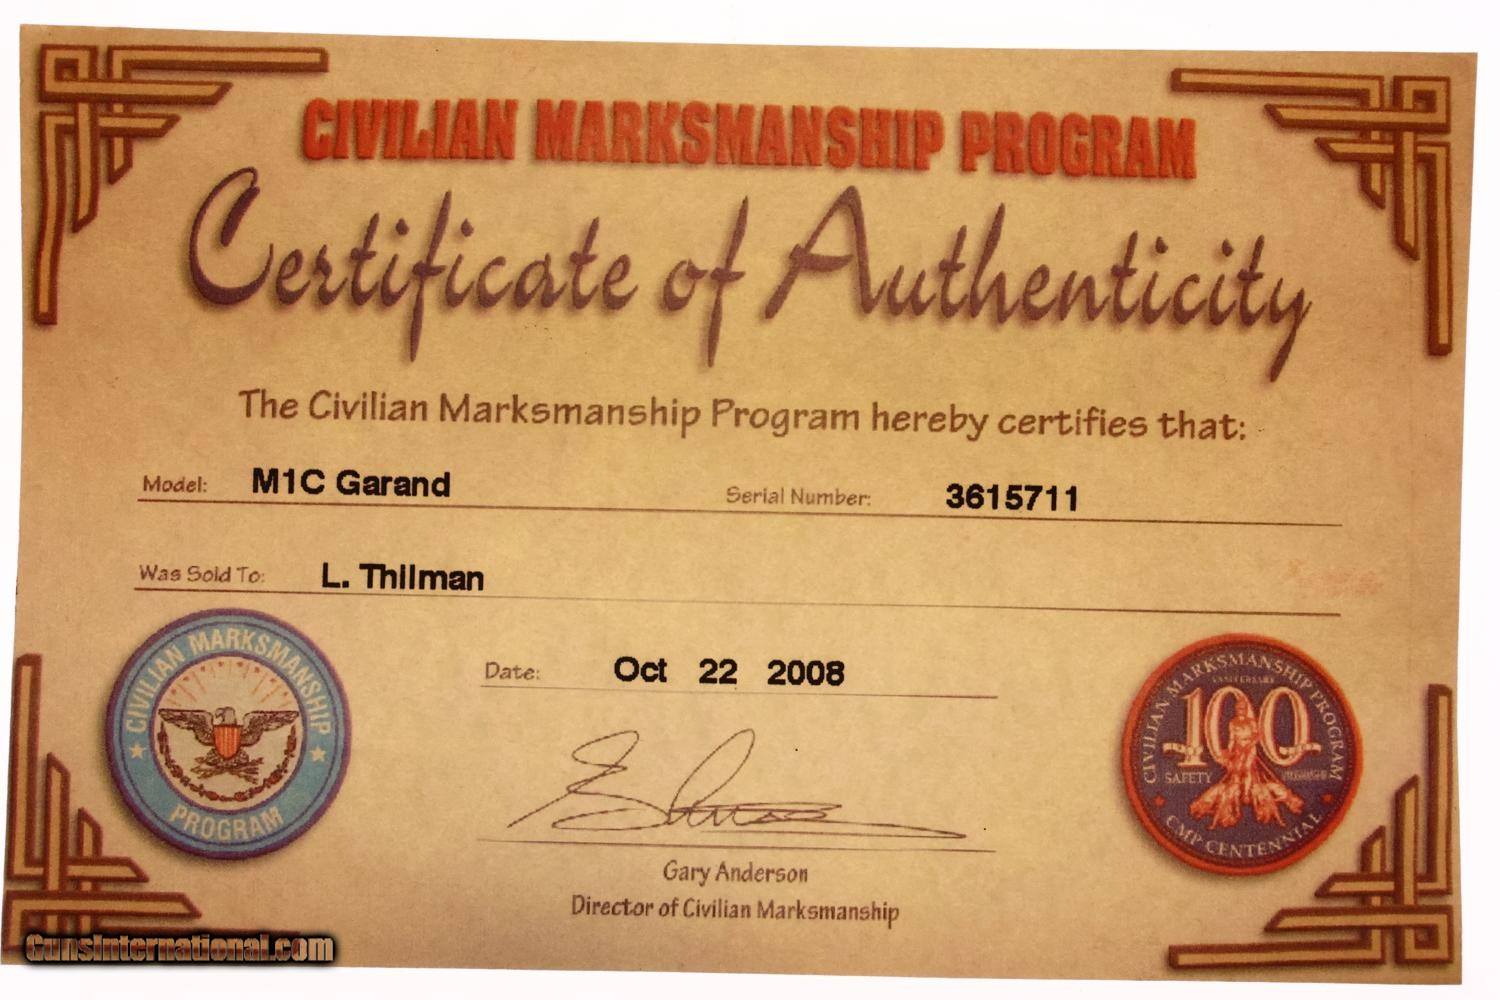 CIVILIAN MARKSMANSHIP PROGRAM
Certificate of Authenticity
The Civilian Marksmanship Program hereby certifies that:
Model: M1C Garand Serial Number: 3615711
Was Sold To: L. Thilman
Date: Oct 22 2008
CIVILIAN MARKSMANSHIP
PROGRAM
CIVILIAN MARKSMANSHIP PROGRAM
ANNIVERSARY
100
SAFETY
CMP CENTENNIAL
Gary Anderson
Director of Civilian Marksmanship
GunsInternational.com